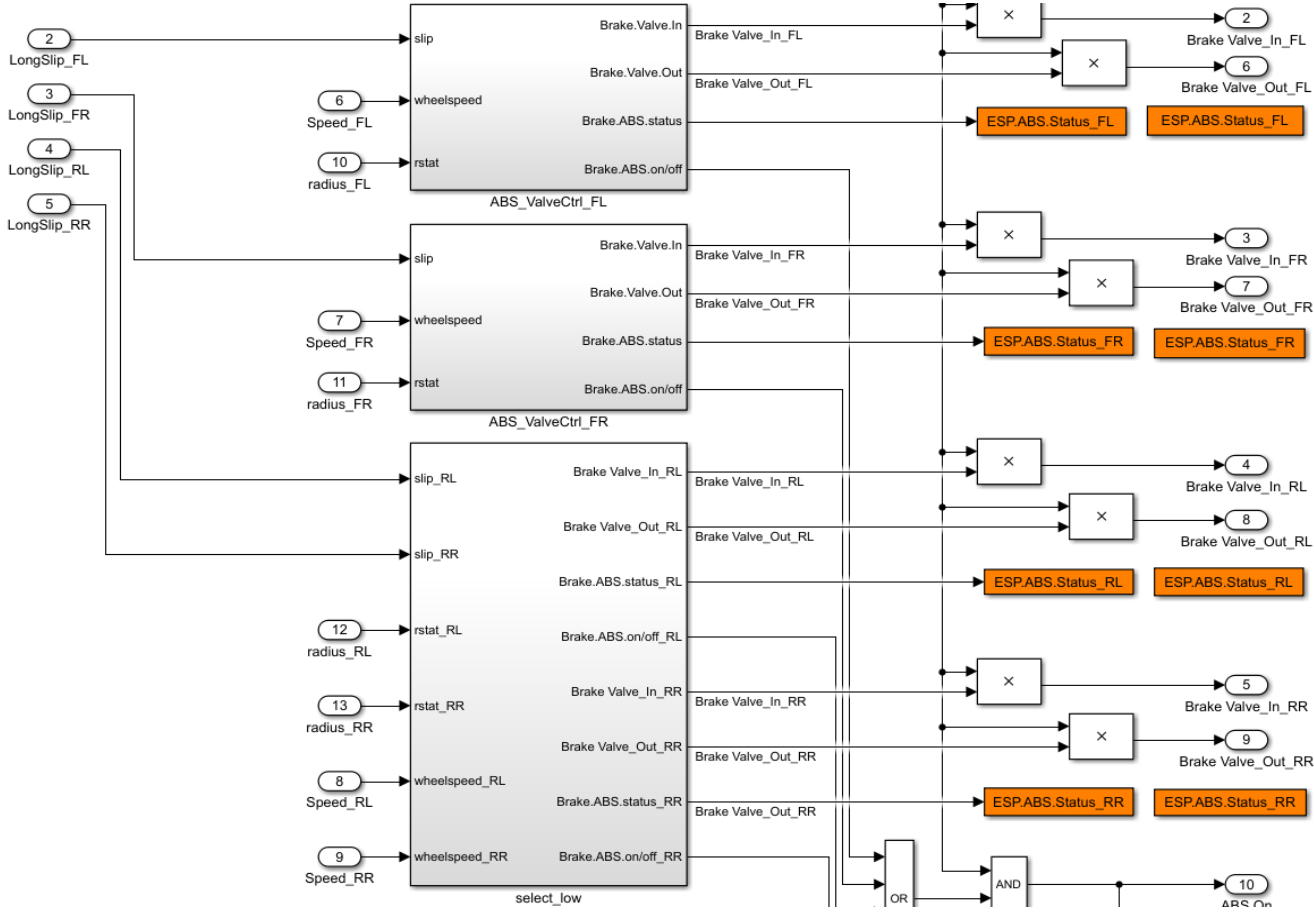 2
LongSlip_FL
3
LongSlip_FR
4
LongSlip_RL
5
LongSlip_RR
6
Speed_FL
10
radius_FL
slip
wheelspeed
rstat
Brake.Valve.In
Brake.Valve.Out
Brake.ABS.status
Brake.ABS.on/off
ABS_ValveCtrl_FL
Brake Valve_In_FL
Brake Valve_Out_FL
×
×
2
Brake Valve_In_FL
6
Brake Valve_Out_FL
ESP.ABS.Status_FL
ESP.ABS.Status_FL
7
Speed_FR
11
radius_FR
slip
wheelspeed
rstat
Brake.Valve.In
Brake.Valve.Out
Brake.ABS.status
Brake.ABS.on/off
ABS_ValveCtrl_FR
Brake Valve_In_FR
Brake Valve_Out_FR
×
×
3
Brake Valve_In_FR
7
Brake Valve_Out_FR
ESP.ABS.Status_FR
ESP.ABS.Status_FR
12
radius_RL
13
radius_RR
8
Speed_RL
9
Speed_RR
slip_RL
slip_RR
rstat_RL
rstat_RR
wheelspeed_RL
wheelspeed_RR
Brake Valve_In_RL
Brake Valve_Out_RL
Brake.ABS.status_RL
Brake.ABS.on/off_RL
Brake Valve_In_RR
Brake Valve_Out_RR
Brake.ABS.status_RR
Brake.ABS.on/off_RR
select_low
Brake Valve_In_RL
Brake Valve_Out_RL
Brake Valve_In_RR
Brake Valve_Out_RR
Brake Valve_Out_RR
×
×
4
Brake Valve_In_RL
8
Brake Valve_Out_RL
ESP.ABS.Status_RL
ESP.ABS.Status_RL
×
×
5
Brake Valve_In_RR
9
Brake Valve_Out_RR
ESP.ABS.Status_RR
ESP.ABS.Status_RR
OR
AND
10
ABS On